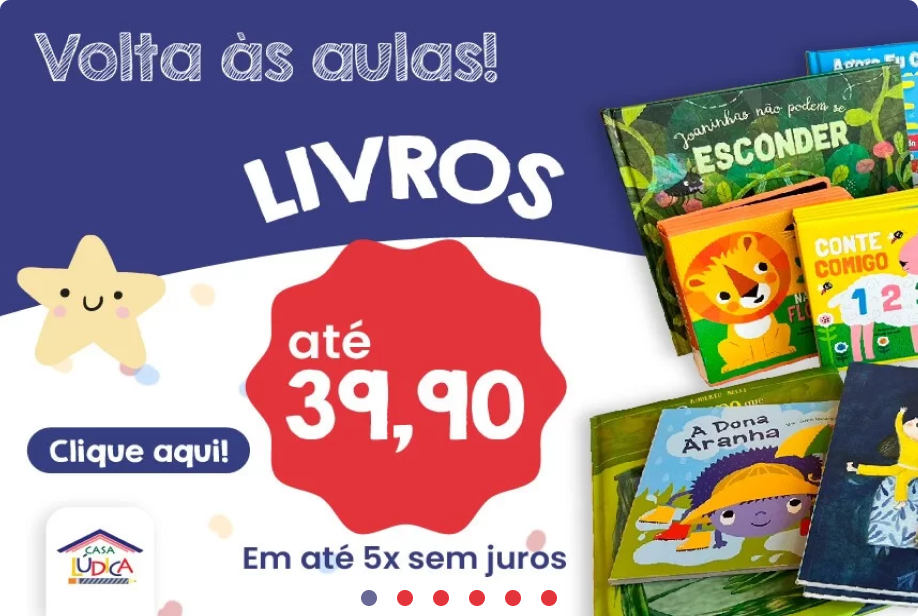 Volta às aulas!
LIVROS
até
39,90
Clique aqui!
CASA
LÚDICA
Em até 5x sem juros
Joaninhas não podem se
ESCONDER
CONTE
COMIGO
1 2
A Dona
Aranha